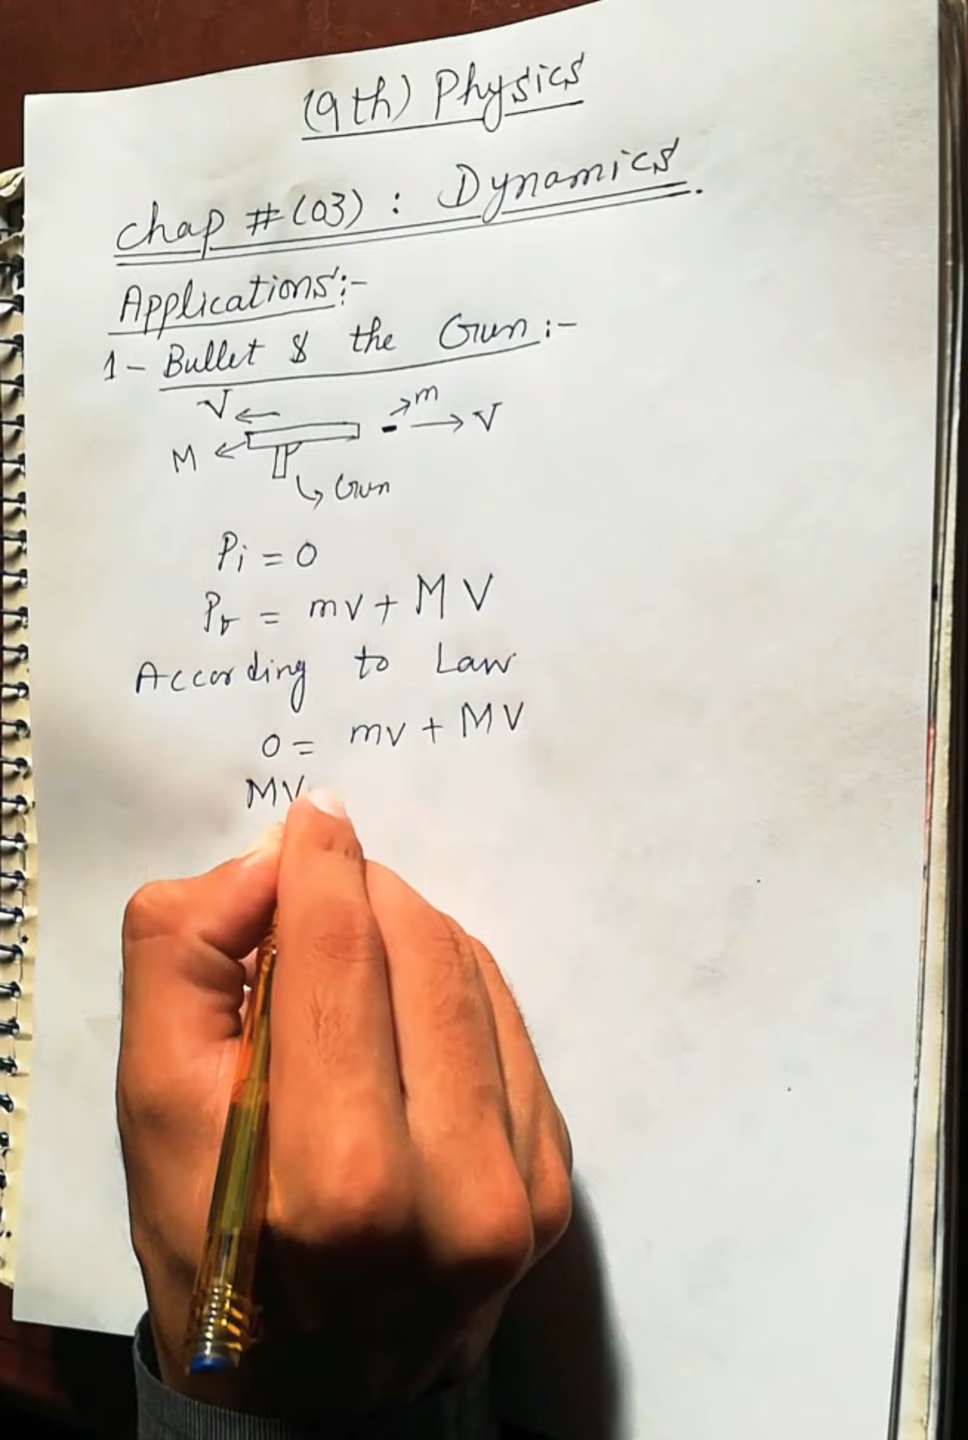 (9th) Physics
Chap #(03): Dynamics.
Applications:-
1- Bullet & the Gun:-
V
m
V
M
Gun
Pi = 0
Pf = mv + MV
According to Law
0 = mv + MV
MV